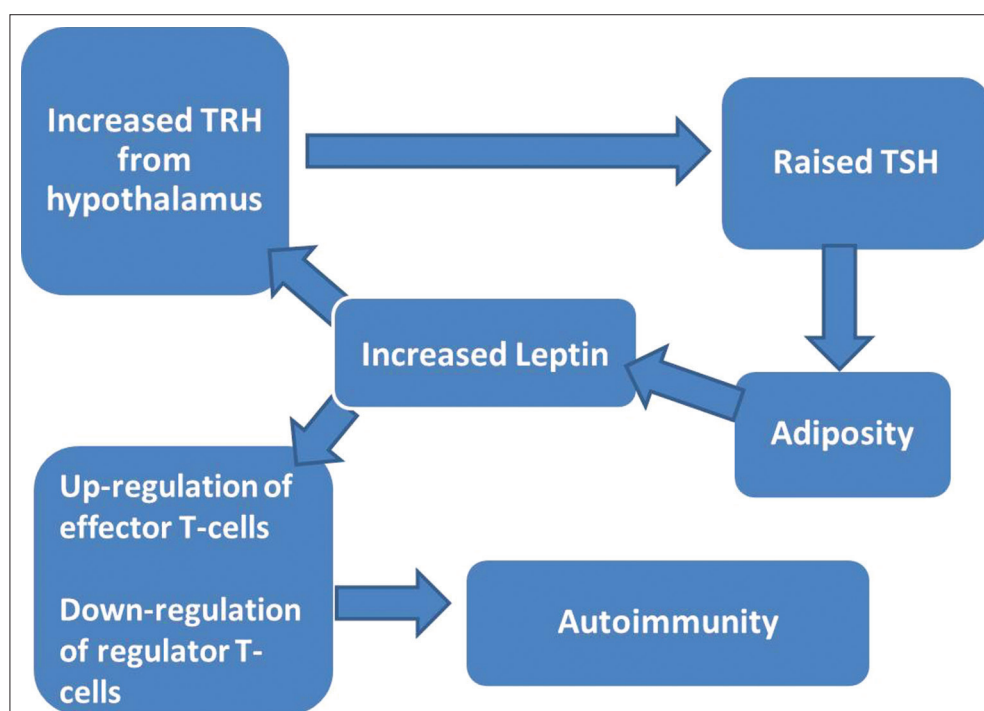 Increased TRH
from
hypothalamus
Raised TSH
Increased Leptin
Adiposity
Up-regulation of
effector T-cells
Down-regulation
of regulator T-
cells
Autoimmunity